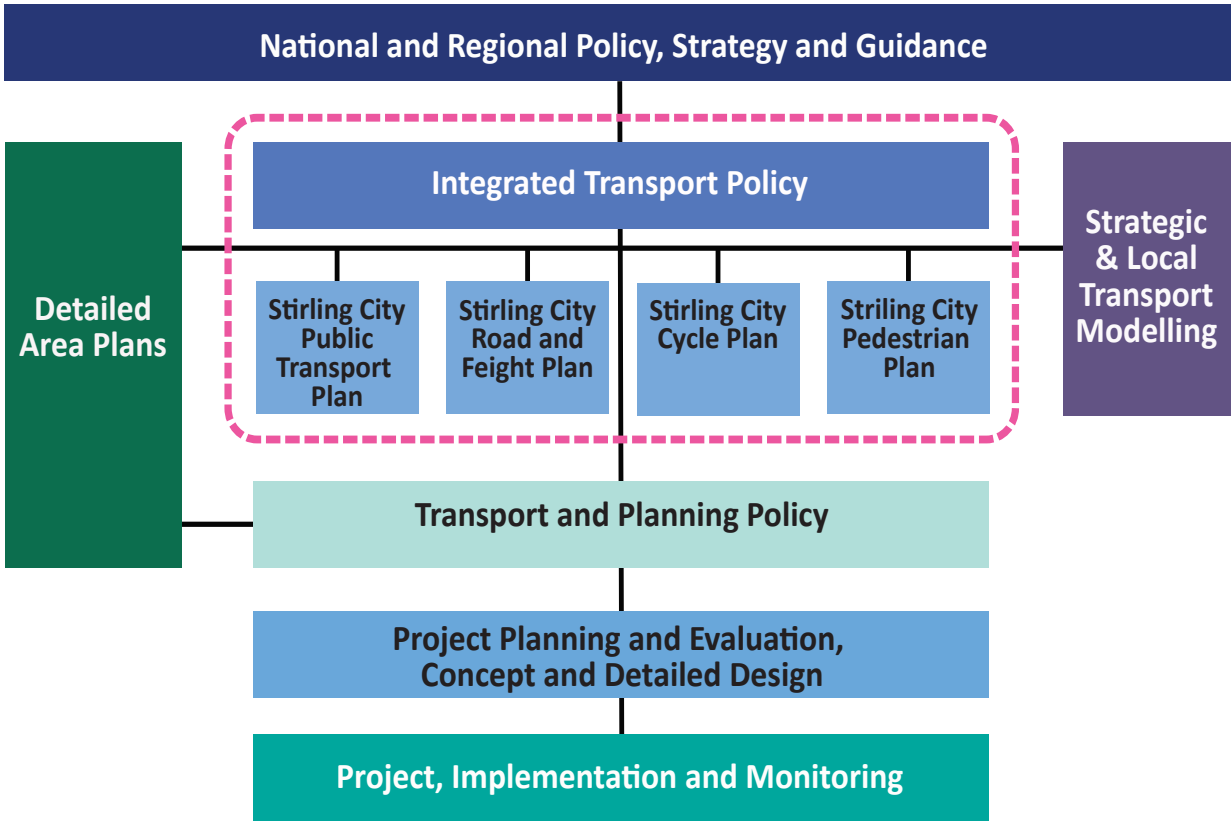 National and Regional Policy, Strategy and Guidance
Integrated Transport Policy
Detailed
Area Plans
Stirling City
Public
Transport
Plan
Stirling City
Road and
Feight Plan
Stirling City
Cycle Plan
Striling City
Pedestrian
Plan
Strategic
& Local
Transport
Modelling
Transport and Planning Policy
Project Planning and Evaluation,
Concept and Detailed Design
Project, Implementation and Monitoring